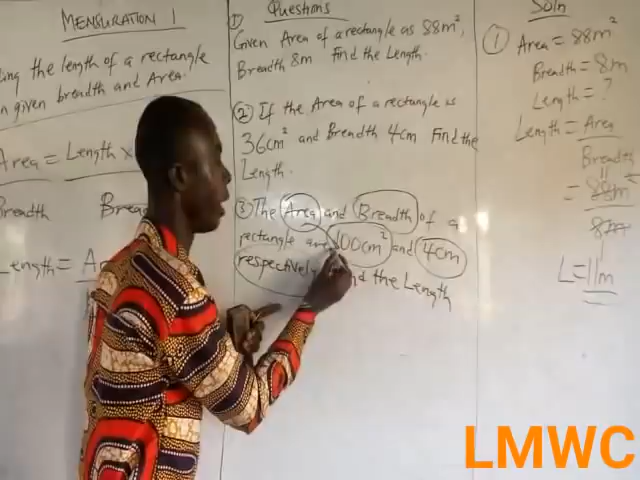 MENSURATION 1
ing the length of a rectangle
n given breadth and Area.
Area = Length ×
Breadth Brea
Length = A
Questions
① Given Area of a rectangle as 88m²,
Breadth 8m Find the Length.
② If the Area of a rectangle is
36cm² and Breadth 4cm Find the
Length.
③ The Area and Breadth of a
rectangle are 100cm² and 4cm
respectively Find the Length
Soln
① Area = 88m²
Breadth = 8m
Length = ?
Length = Area
Breadth
= 88m²
8m
L = 11m
LMWC